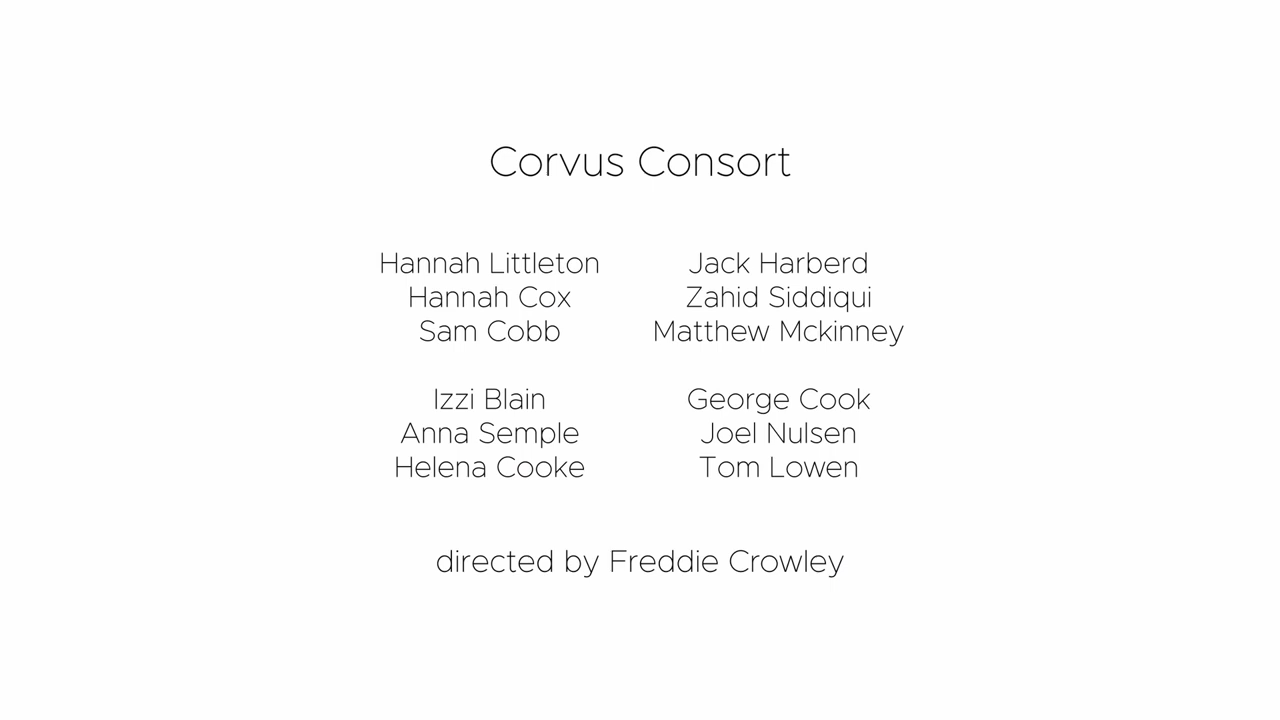 Corvus Consort
Hannah Littleton
Hannah Cox
Sam Cobb
Izzi Blain
Anna Semple
Helena Cooke
Jack Harberd
Zahid Siddiqui
Matthew Mckinney
George Cook
Joel Nulsen
Tom Lowen
directed by Freddie Crowley